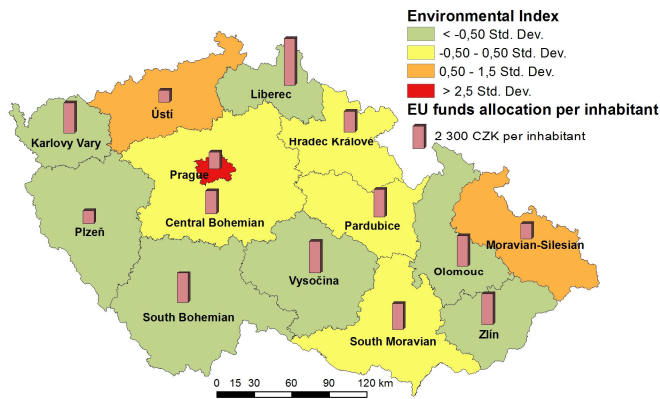 Environmental Index
< -0,50 Std. Dev.
-0,50 - 0,50 Std. Dev.
0,50 - 1,5 Std. Dev.
> 2,5 Std. Dev.
EU funds allocation per inhabitant
2 300 CZK per inhabitant
Liberec
Ústí
Karlovy Vary
Hradec Králové
Prague
Central Bohemian
Pardubice
Plzeň
Moravian-Silesian
Olomouc
Vysočina
South Bohemian
Zlín
South Moravian
0 15 30 60 90 120 km